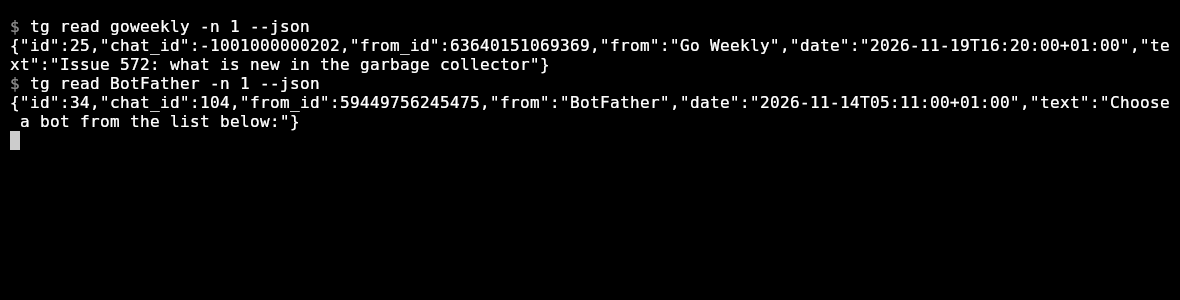 $ tg read goweekly -n 1 --json
{"id":25,"chat_id":-1001000000202,"from_id":63640151069369,"from":"Go Weekly","date":"2026-11-19T16:20:00+01:00","te
xt":"Issue 572: what is new in the garbage collector"}
$ tg read BotFather -n 1 --json
{"id":34,"chat_id":104,"from_id":59449756245475,"from":"BotFather","date":"2026-11-14T05:11:00+01:00","text":"Choose
 a bot from the list below:"}